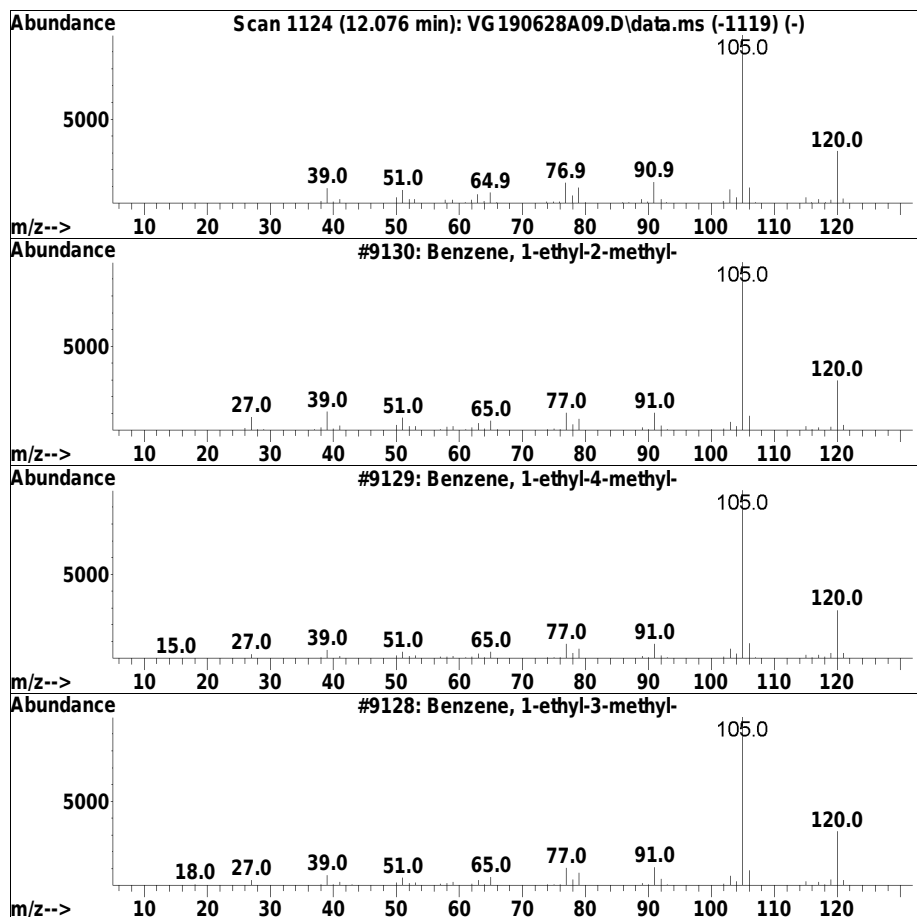 Abundance Scan 1124 (12.076 min): VG190628A09.D\data.ms (-1119) (-)
105.0
5000
120.0
39.0 51.0 64.9 76.9 90.9
m/z--> 10 20 30 40 50 60 70 80 90 100 110 120
Abundance #9130: Benzene, 1-ethyl-2-methyl-
105.0
5000
120.0
27.0 39.0 51.0 65.0 77.0 91.0
m/z--> 10 20 30 40 50 60 70 80 90 100 110 120
Abundance #9129: Benzene, 1-ethyl-4-methyl-
105.0
5000
120.0
15.0 27.0 39.0 51.0 65.0 77.0 91.0
m/z--> 10 20 30 40 50 60 70 80 90 100 110 120
Abundance #9128: Benzene, 1-ethyl-3-methyl-
105.0
5000
120.0
18.0 27.0 39.0 51.0 65.0 77.0 91.0
m/z--> 10 20 30 40 50 60 70 80 90 100 110 120